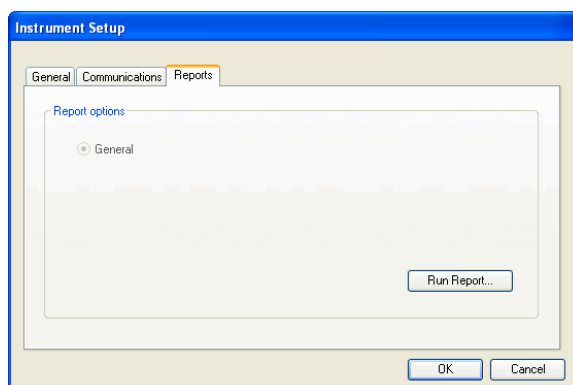 Instrument Setup
General Communications Reports
Report options
General
Run Report...
OK Cancel